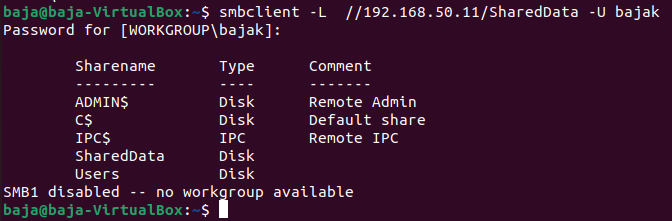 baja@baja-VirtualBox:~$ smbclient -L  //192.168.50.11/SharedData -U bajak
Password for [WORKGROUP\bajak]:
Sharename       Type      Comment
---------       ----      -------
ADMIN$          Disk      Remote Admin
C$              Disk      Default share
IPC$            IPC       Remote IPC
SharedData      Disk
Users           Disk
SMB1 disabled -- no workgroup available
baja@baja-VirtualBox:~$